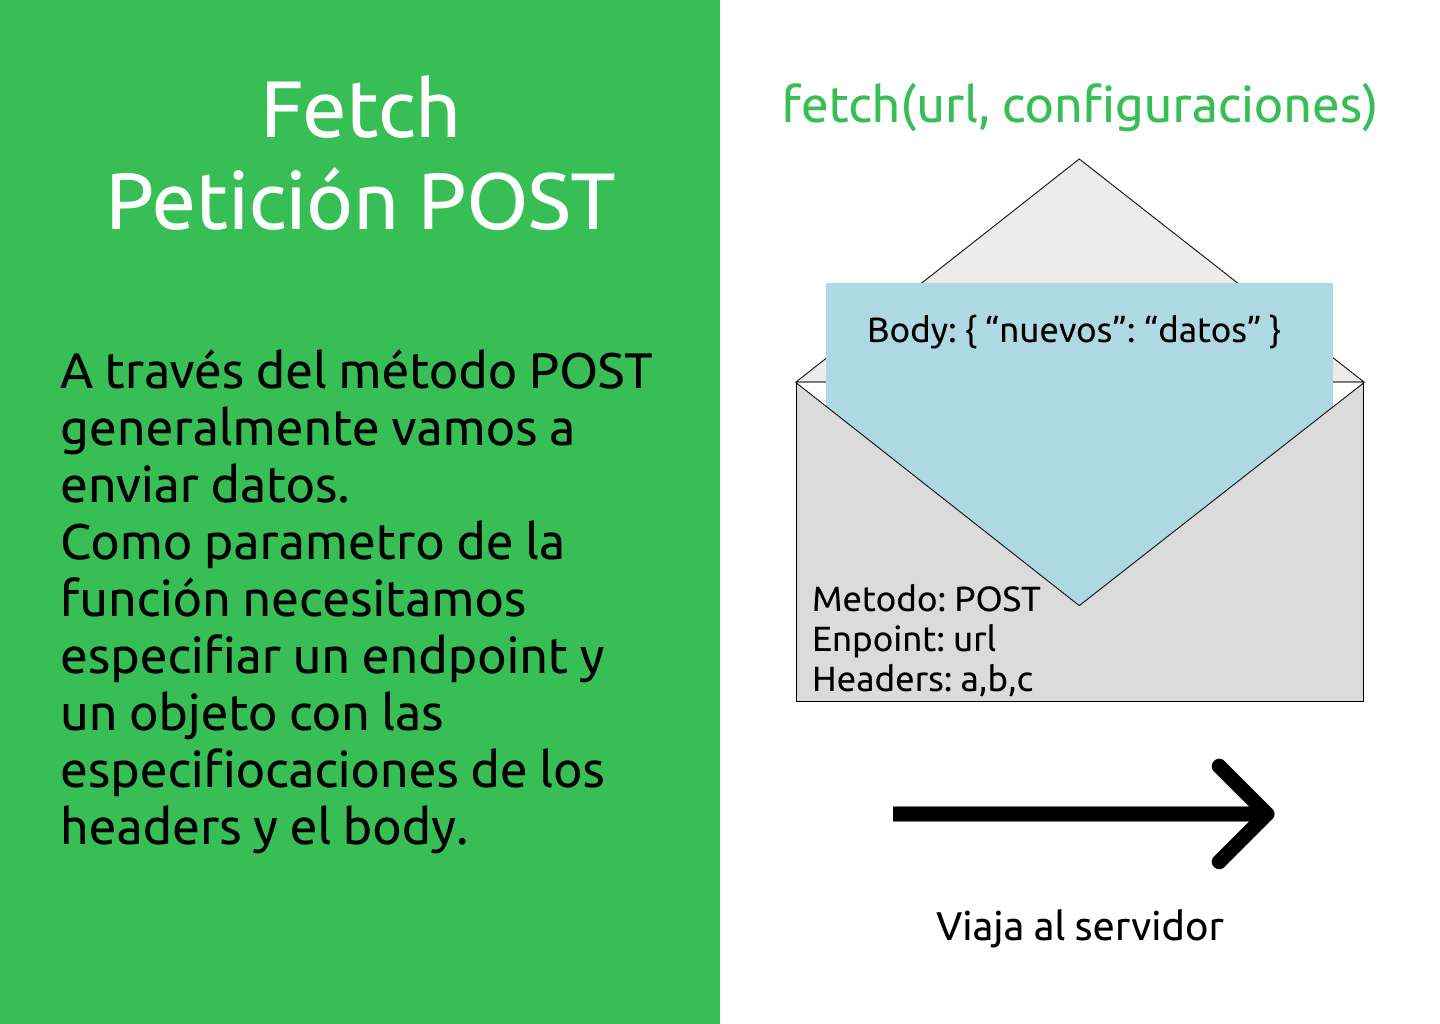 Fetch
Petición POST
A través del método POST
generalmente vamos a
enviar datos.
Como parametro de la
función necesitamos
especifiar un endpoint y
un objeto con las
especifiocaciones de los
headers y el body.
fetch(url, configuraciones)
Body: { “nuevos”: “datos” }
Metodo: POST
Enpoint: url
Headers: a,b,c
Viaja al servidor